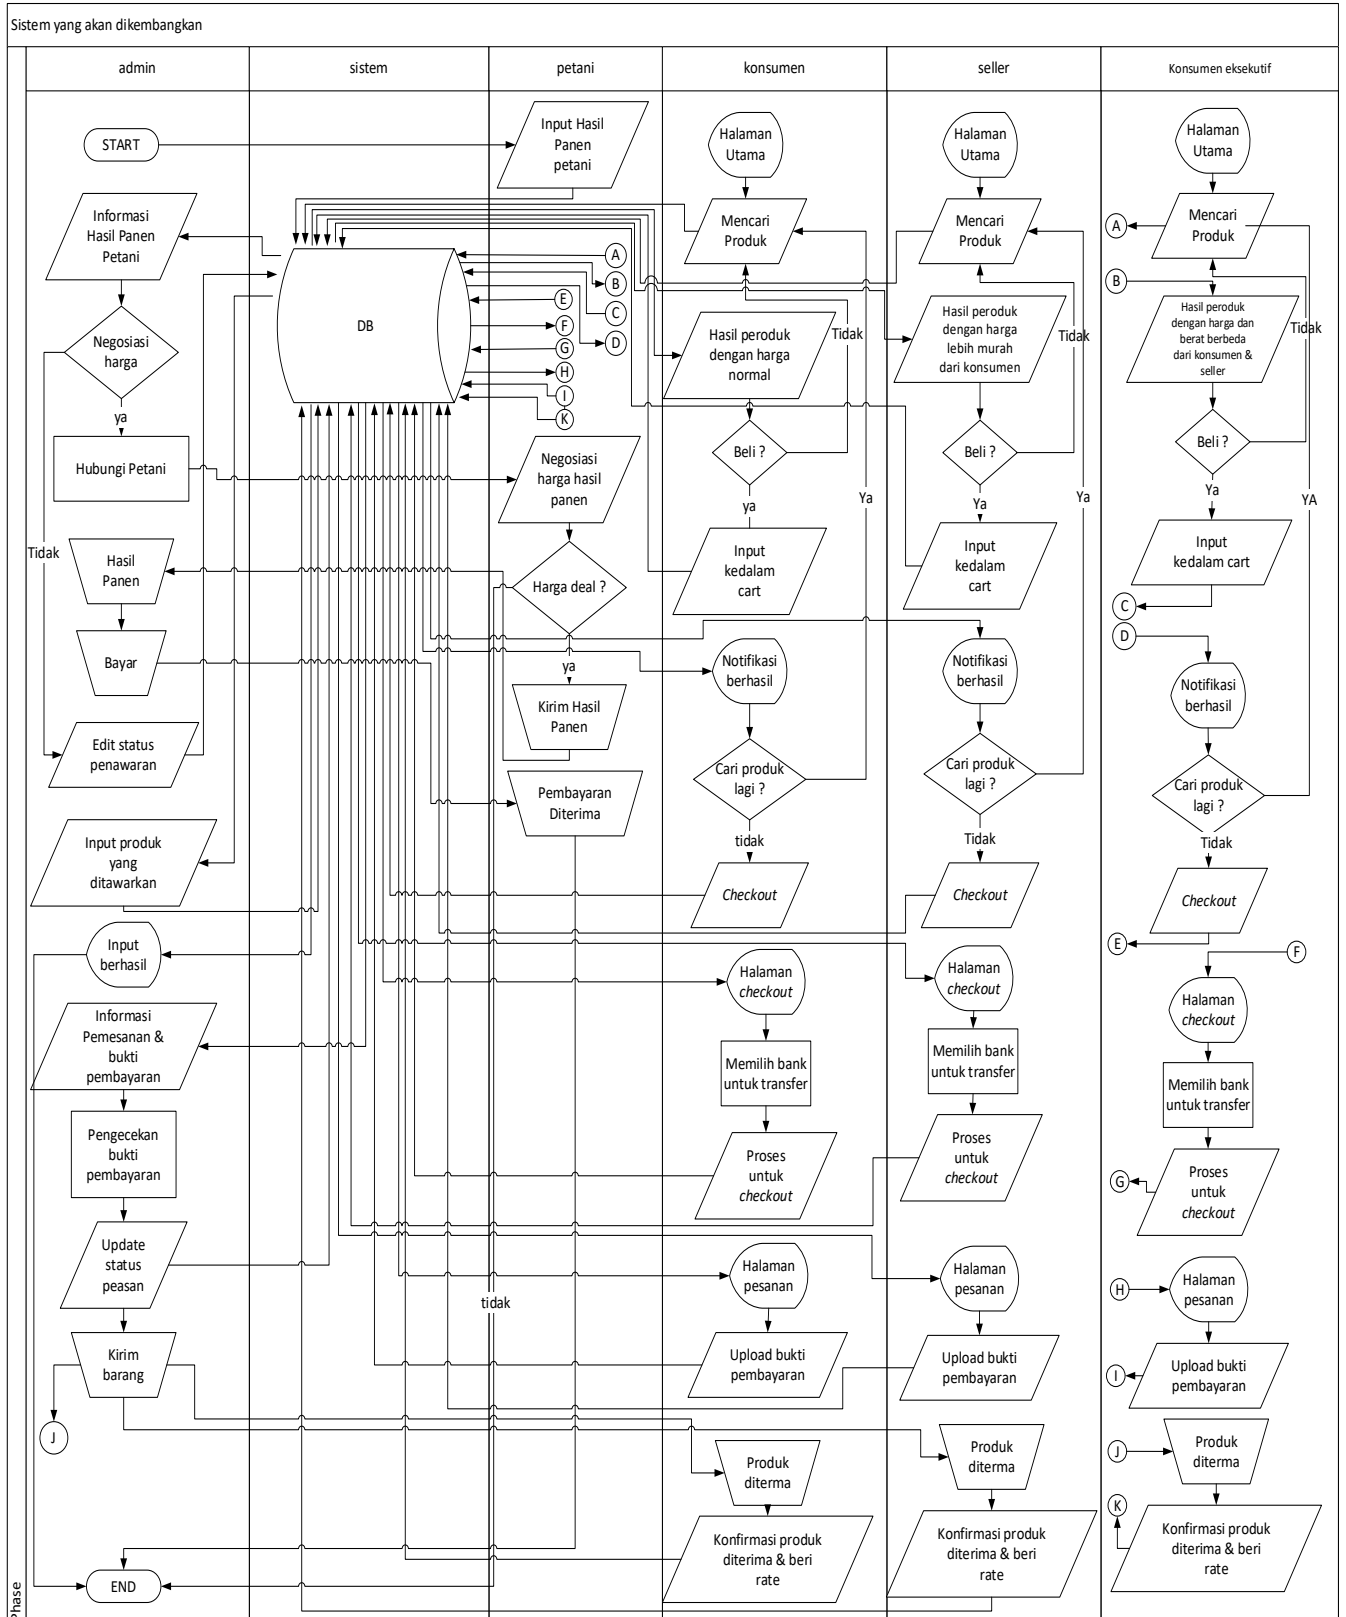 Sistem yang akan dikembangkan
Phase
admin
sistem
petani
konsumen
seller
Konsumen eksekutif
START
Informasi
Hasil Panen
Petani
Negosiasi
harga
ya
Hubungi Petani
Tidak
Hasil
Panen
Bayar
Edit status
penawaran
Input produk
yang
ditawarkan
Input
berhasil
Informasi
Pemesanan &
bukti
pembayaran
Pengecekan
bukti
pembayaran
Update
status
peasan
Kirim
barang
J
END
DB
Input Hasil
Panen
petani
A
B
E
C
F
D
G
H
I
K
Negosiasi
harga hasil
panen
Harga deal ?
ya
Kirim Hasil
Panen
Pembayaran
Diterima
tidak
Halaman
Utama
Mencari
Produk
Hasil peroduk
dengan harga
normal
Tidak
Beli ?
ya
Ya
Input
kedalam
cart
Notifikasi
berhasil
Cari produk
lagi ?
tidak
Checkout
Halaman
checkout
Memilih bank
untuk transfer
Proses
untuk
checkout
Halaman
pesanan
Upload bukti
pembayaran
Produk
diterma
Konfirmasi produk
diterima & beri
rate
Halaman
Utama
Mencari
Produk
Hasil peroduk
dengan harga
lebih murah
dari konsumen
Tidak
Beli ?
Ya
Ya
Input
kedalam
cart
Notifikasi
berhasil
Cari produk
lagi ?
Tidak
Checkout
Halaman
checkout
Memilih bank
untuk transfer
Proses
untuk
checkout
Halaman
pesanan
Upload bukti
pembayaran
Produk
diterma
Konfirmasi produk
diterima & beri
rate
Halaman
Utama
A
Mencari
Produk
B
Hasil peroduk
dengan harga dan
berat berbeda
dari konsumen &
seller
Tidak
Beli ?
Ya
YA
Input
kedalam cart
C
D
Notifikasi
berhasil
Cari produk
lagi ?
Tidak
Checkout
E
F
Halaman
checkout
Memilih bank
untuk transfer
G
Proses
untuk
checkout
H
Halaman
pesanan
I
Upload bukti
pembayaran
J
Produk
diterma
K
Konfirmasi produk
diterima & beri
rate